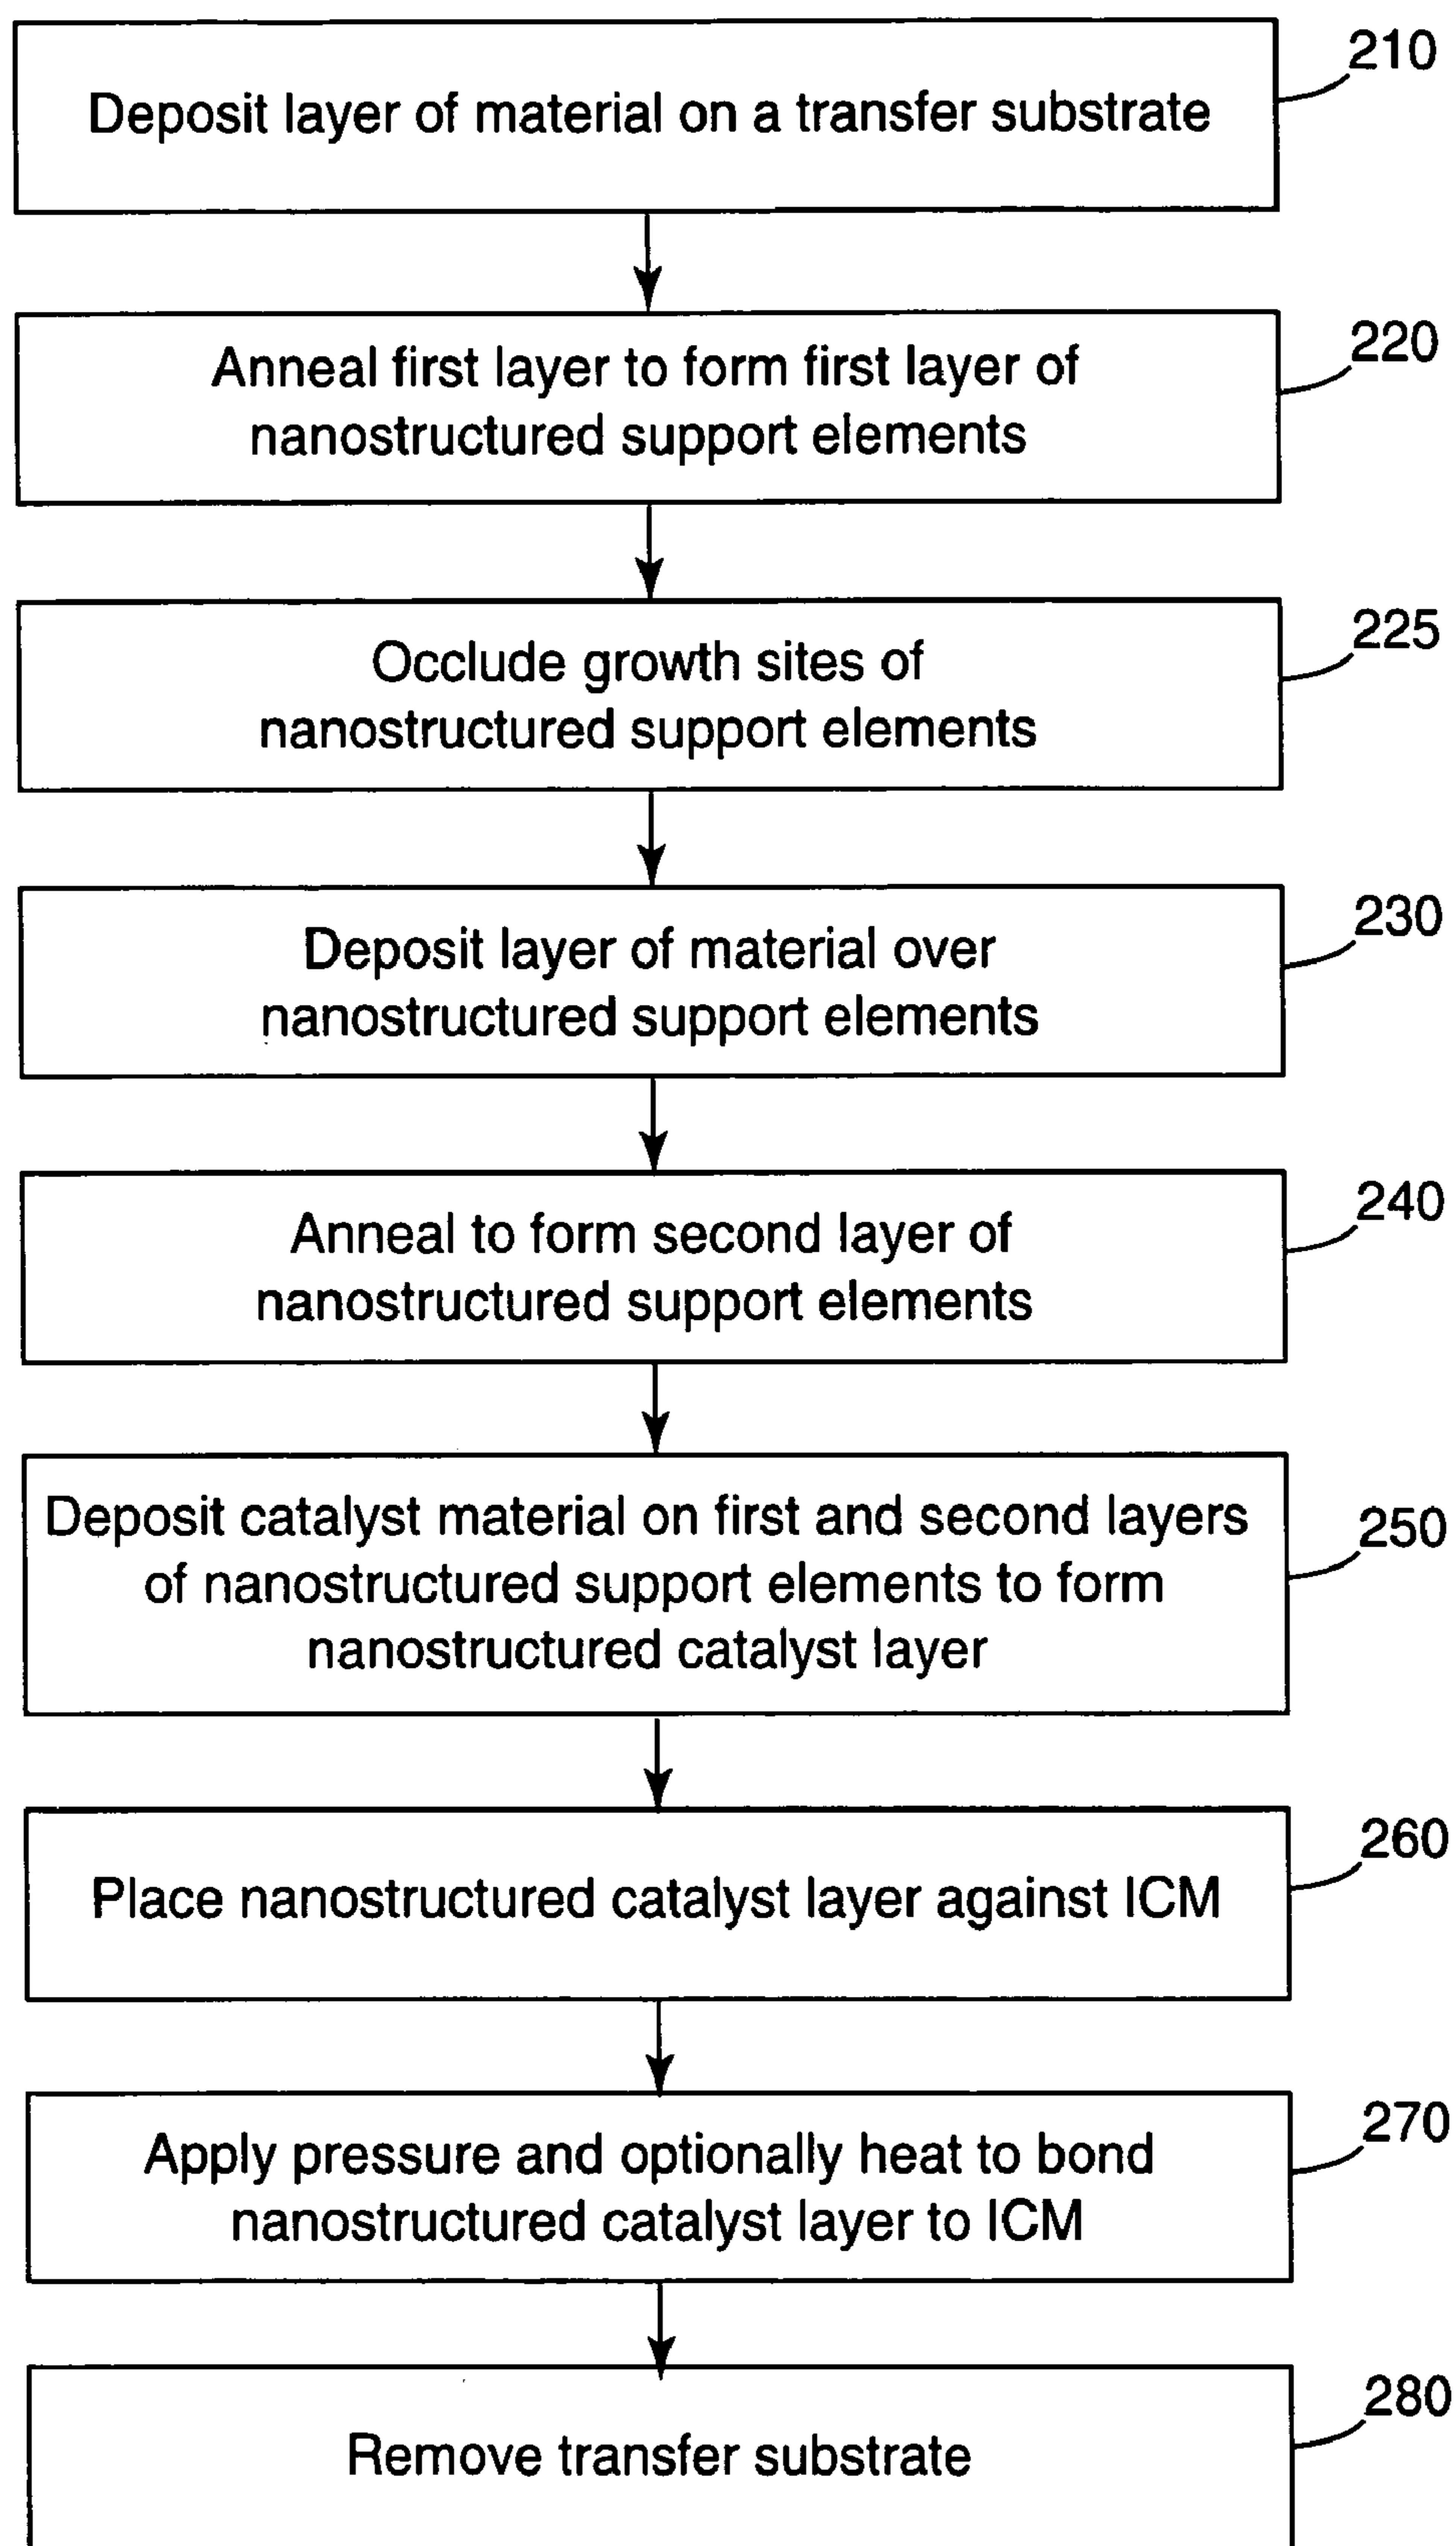 210
Deposit layer of material on a transfer substrate
220
Anneal first layer to form first layer of
nanostructured support elements
225
Occlude growth sites of
nanostructured support elements
230
Deposit layer of material over
nanostructured support elements
240
Anneal to form second layer of
nanostructured support elements
250
Deposit catalyst material on first and second layers
of nanostructured support elements to form
nanostructured catalyst layer
260
Place nanostructured catalyst layer against ICM
270
Apply pressure and optionally heat to bond
nanostructured catalyst layer to ICM
280
Remove transfer substrate